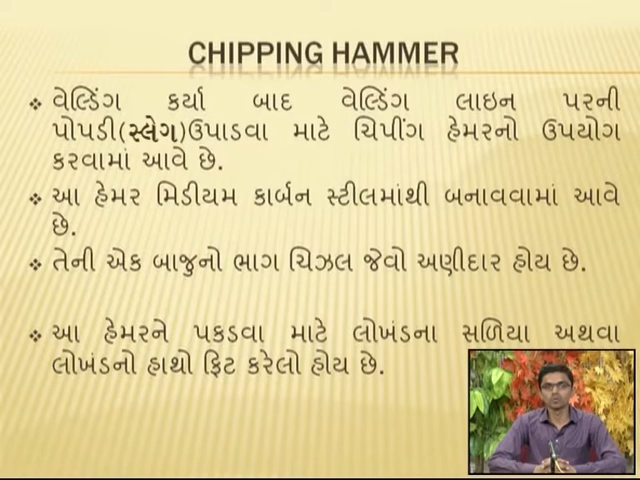 CHIPPING HAMMER
❖ વેલ્ડિંગ કર્યા બાદ વેલ્ડિંગ લાઇન પરની
પોપડી(સ્લેગ)ઉપાડવા માટે ચિપીંગ હેમરનો ઉપયોગ
કરવામાં આવે છે.
❖ આ હેમર મિડીયમ કાર્બન સ્ટીલમાંથી બનાવવામાં આવે
છે.
❖ તેની એક બાજુનો ભાગ ચિઝલ જેવો અણીદાર હોય છે.
❖ આ હેમરને પકડવા માટે લોખંડના સળિયા અથવા
લોખંડનો હાથો ફિટ કરેલો હોય છે.